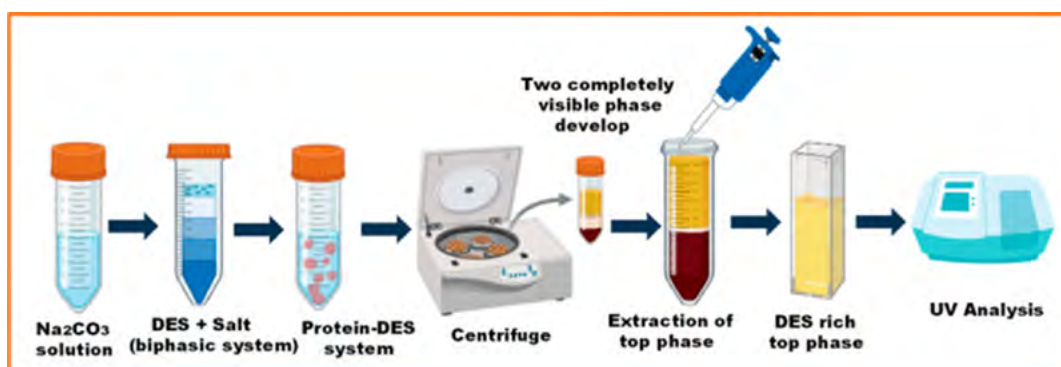 Two completely
visible phase
develop
Na₂CO₃
solution
DES + Salt
(biphasic system)
Protein-DES
system
Centrifuge
Extraction of
top phase
DES rich
top phase
UV Analysis